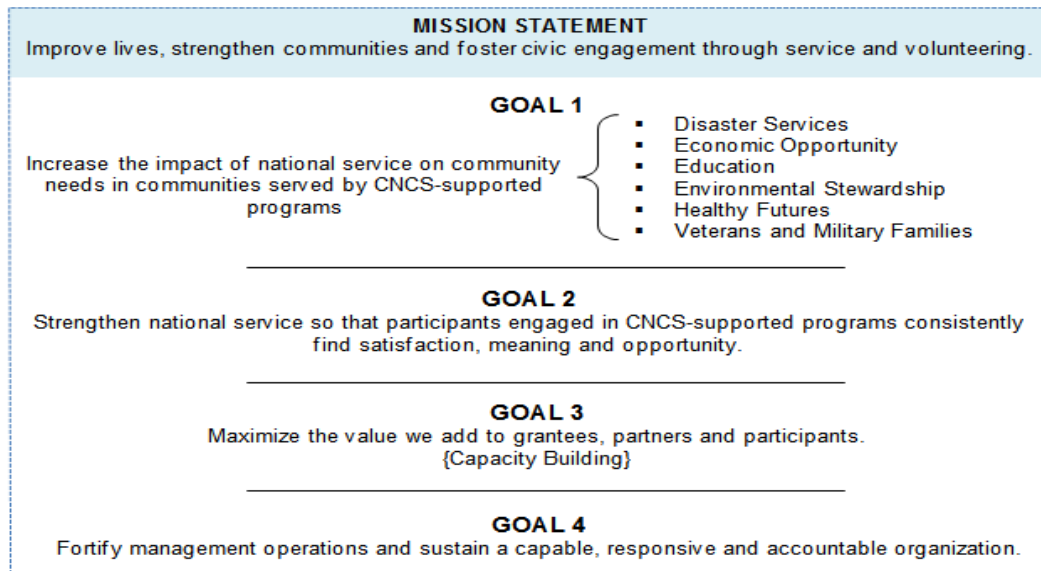 MISSION STATEMENT
Improve lives, strengthen communities and foster civic engagement through service and volunteering.
GOAL 1
Increase the impact of national service on community
needs in communities served by CNCS-supported
programs
▪ Disaster Services
▪ Economic Opportunity
▪ Education
▪ Environmental Stewardship
▪ Healthy Futures
▪ Veterans and Military Families
GOAL 2
Strengthen national service so that participants engaged in CNCS-supported programs consistently
find satisfaction, meaning and opportunity.
GOAL 3
Maximize the value we add to grantees, partners and participants.
{Capacity Building}
GOAL 4
Fortify management operations and sustain a capable, responsive and accountable organization.